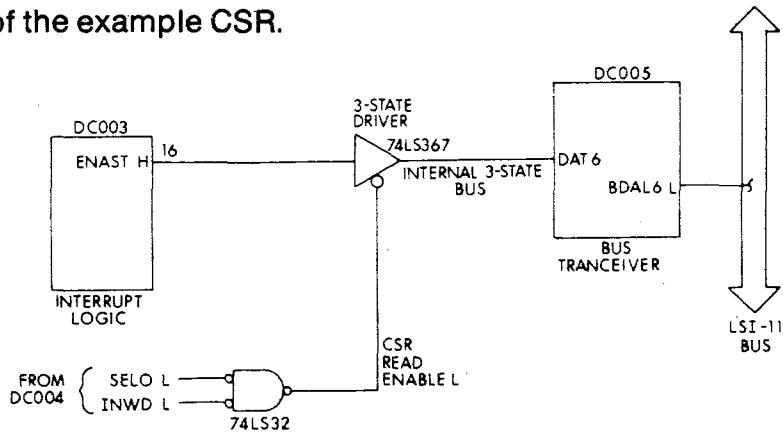 of the example CSR.
DC003
ENAST H
16
INTERRUPT
LOGIC
3-STATE
DRIVER
74LS367
INTERNAL 3-STATE
BUS
DC005
DAT 6
BDAL6 L
BUS
TRANCEIVER
LSI-11
BUS
CSR
READ
ENABLE L
FROM
DC004
SELO L
INWD L
74LS32